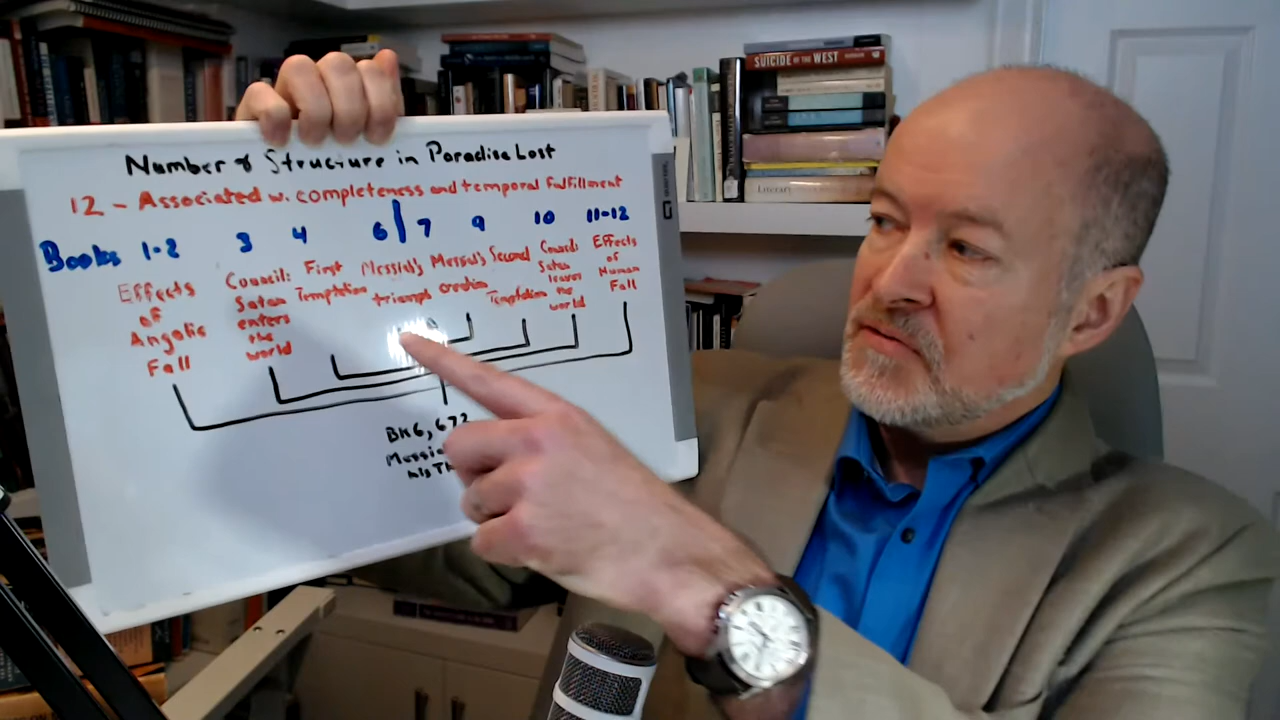 Number & Structure in Paradise Lost
12 - Associated w. completeness and temporal Fulfillment
Books 1-2 3 4 6 7 9 10 11-12
Effects
of
Angelic
Fall
Council:
Satan
enters
the
world
First
Temptation
Messiah's
triumph
Messiah's
creation
Second
Temptation
Council:
Satan
leaves
the
world
Effects
of
Human
Fall
BK 6, 672
his
SUICIDE OF THE WEST
Literary